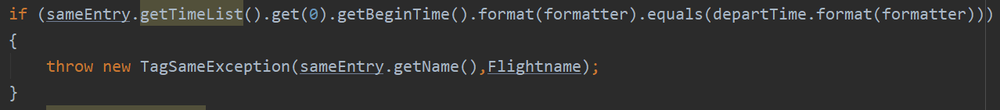 if (sameEntry.getTimeList().get(0).getBeginTime().format(formatter).equals(departTime.format(formatter)))
{
    throw new TagSameException(sameEntry.getName(),Flightname);
}